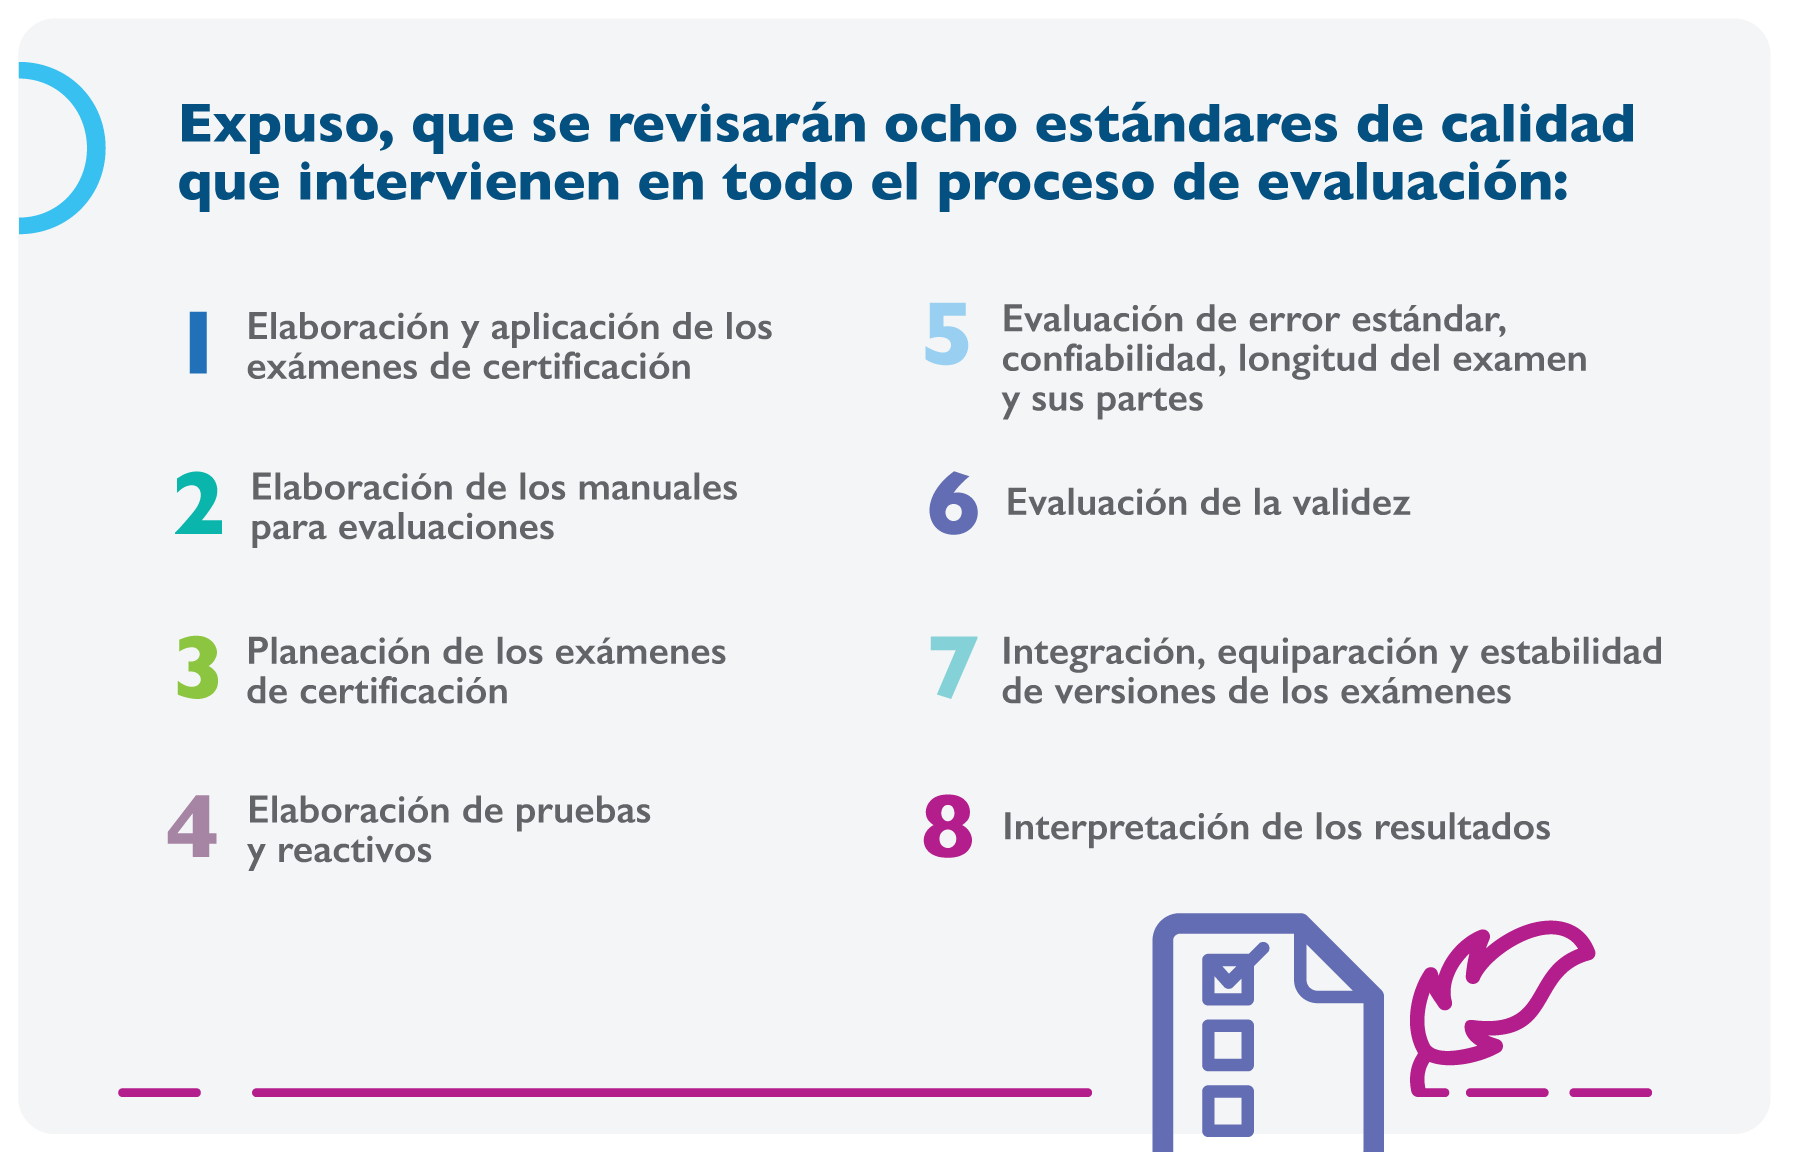 Expuso, que se revisarán ocho estándares de calidad
que intervienen en todo el proceso de evaluación:
1 Elaboración y aplicación de los
exámenes de certificación
2 Elaboración de los manuales
para evaluaciones
3 Planeación de los exámenes
de certificación
4 Elaboración de pruebas
y reactivos
5 Evaluación de error estándar,
confiabilidad, longitud del examen
y sus partes
6 Evaluación de la validez
7 Integración, equiparación y estabilidad
de versiones de los exámenes
8 Interpretación de los resultados